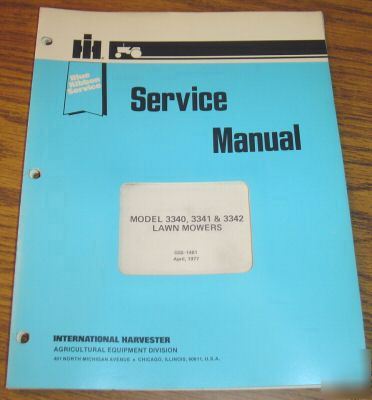 IH
Blue
Ribbon
Service
Service
Manual
MODEL 3340, 3341 & 3342
LAWN MOWERS
GSS-1461
April, 1977
INTERNATIONAL HARVESTER
AGRICULTURAL EQUIPMENT DIVISION
401 NORTH MICHIGAN AVENUE • CHICAGO, ILLINOIS, 60611, U.S.A.